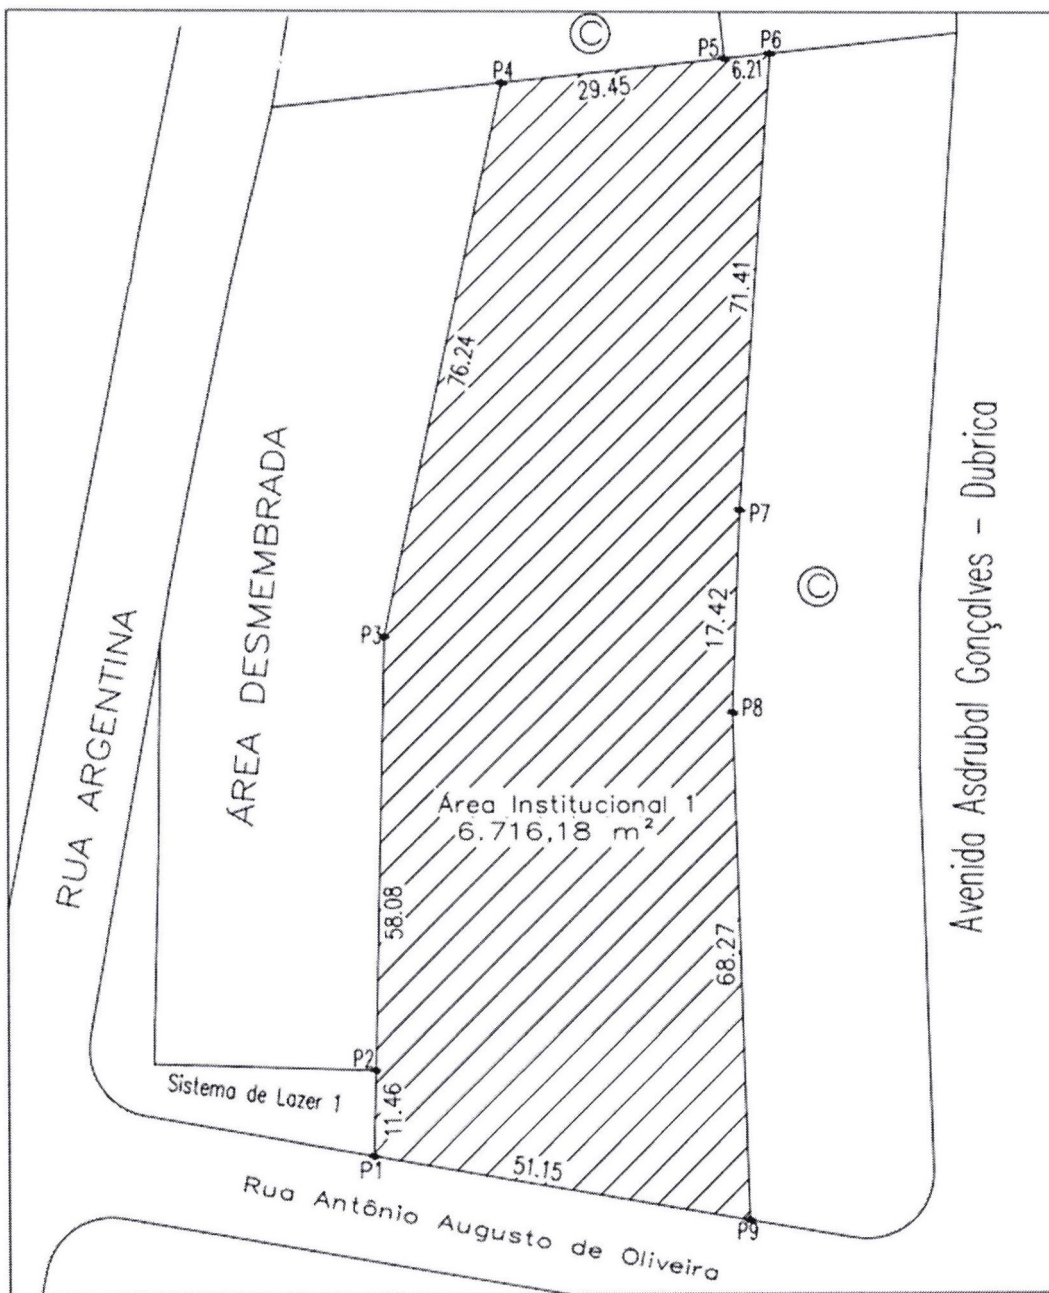 ©
P4
P5
P6
29.45
6.21
71.41
76.24
P7
17.42
©
P3
P8
RUA ARGENTINA
ÁREA DESMEMBRADA
Avenida Asdrubal Gonçalves - Dubrica
Área Institucional 1
6.716,18 m²
58.08
68.27
P2
Sistema de Lazer 1
11.46
P1
51.15
P9
Rua Antônio Augusto de Oliveira